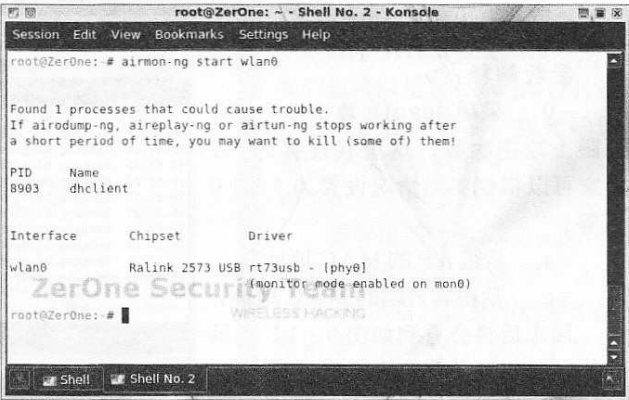 root@ZerOne: ~ - Shell No. 2 - Konsole
Session Edit View Bookmarks Settings Help
root@ZerOne:~# airmon-ng start wlan0
Found 1 processes that could cause trouble.
If airodump-ng, aireplay-ng or airtun-ng stops working after
a short period of time, you may want to kill (some of) them!
PID Name
8903 dhclient
Interface Chipset Driver
wlan0 Ralink 2573 USB rt73usb - [phy0]
(monitor mode enabled on mon0)
ZerOne Security Team
WIRELESS HACKING
root@ZerOne:~#
Shell Shell No. 2